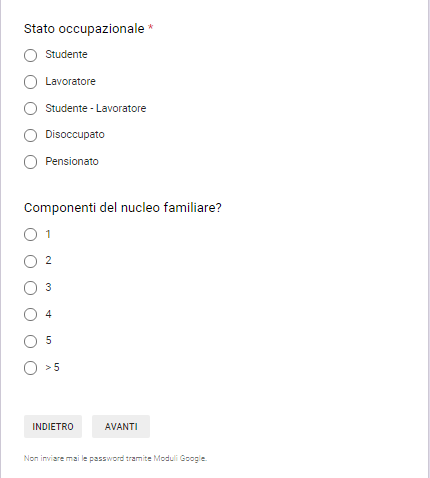 Stato occupazionale *
Studente
Lavoratore
Studente - Lavoratore
Disoccupato
Pensionato
Componenti del nucleo familiare?
1
2
3
4
5
> 5
INDIETRO AVANTI
Non inviare mai le password tramite Moduli Google.